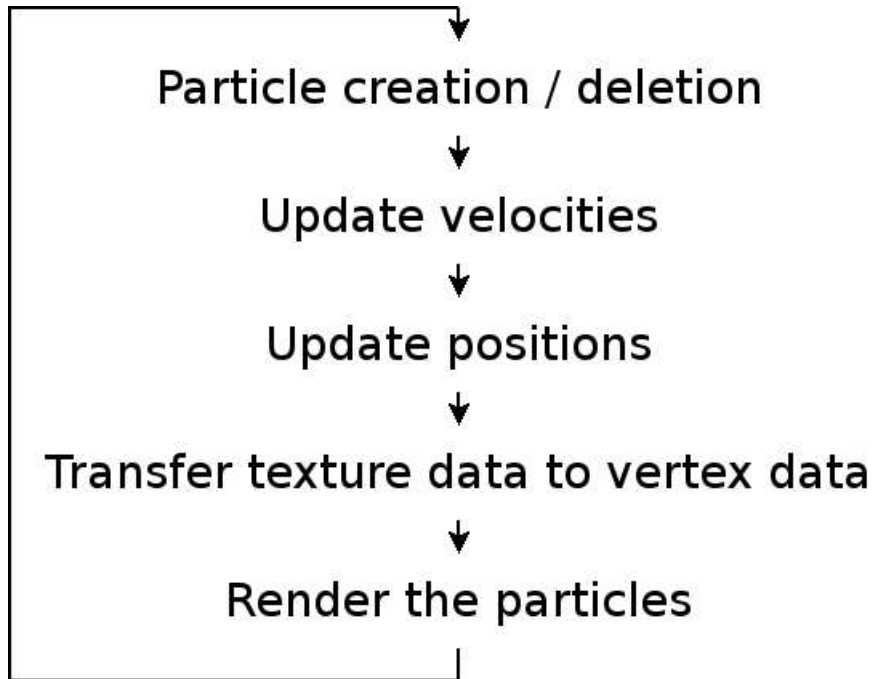 Particle creation / deletion
Update velocities
Update positions
Transfer texture data to vertex data
Render the particles